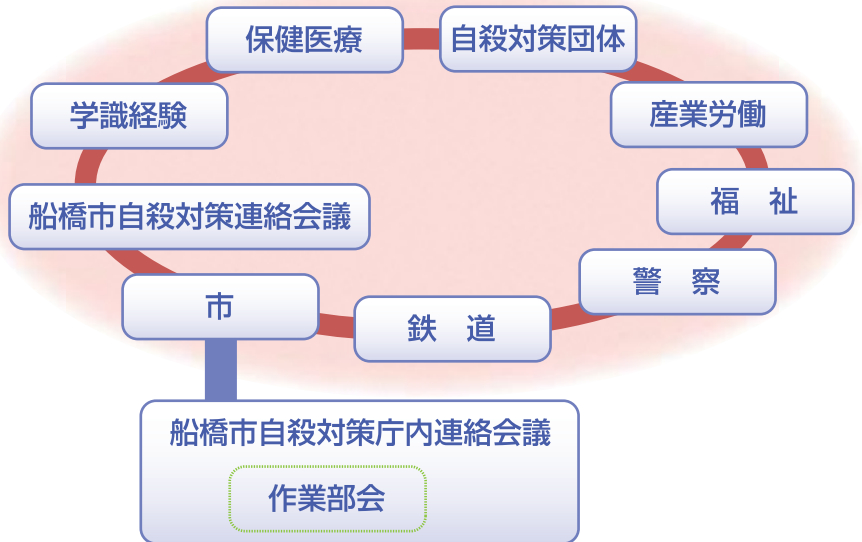 保健医療
自殺対策団体
学識経験
産業労働
船橋市自殺対策連絡会議
福　祉
市
警　察
鉄　道
船橋市自殺対策庁内連絡会議
作業部会